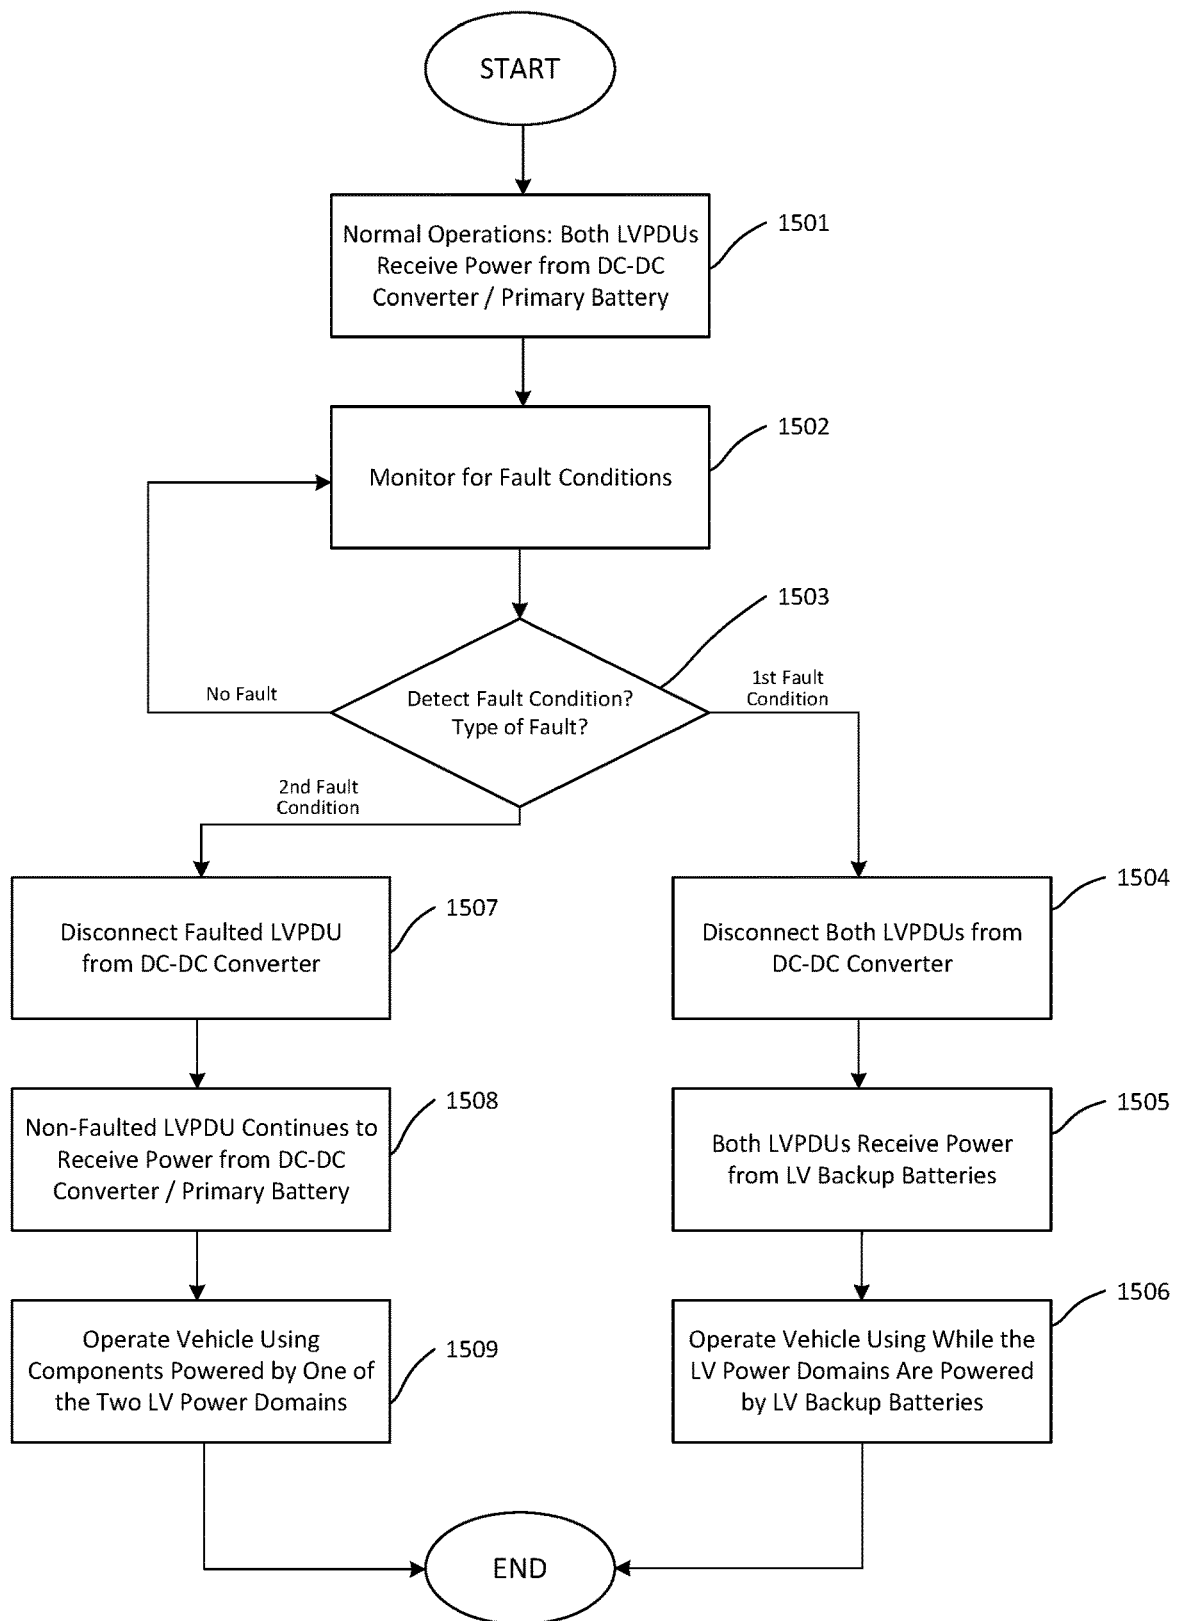 START
Normal Operations: Both LVPDUs
Receive Power from DC-DC
Converter / Primary Battery
1501
Monitor for Fault Conditions
1502
Detect Fault Condition?
Type of Fault?
1503
No Fault
1st Fault
Condition
2nd Fault
Condition
Disconnect Faulted LVPDU
from DC-DC Converter
1507
Disconnect Both LVPDUs from
DC-DC Converter
1504
Non-Faulted LVPDU Continues to
Receive Power from DC-DC
Converter / Primary Battery
1508
Both LVPDUs Receive Power
from LV Backup Batteries
1505
Operate Vehicle Using
Components Powered by One of
the Two LV Power Domains
1509
Operate Vehicle Using While the
LV Power Domains Are Powered
by LV Backup Batteries
1506
END